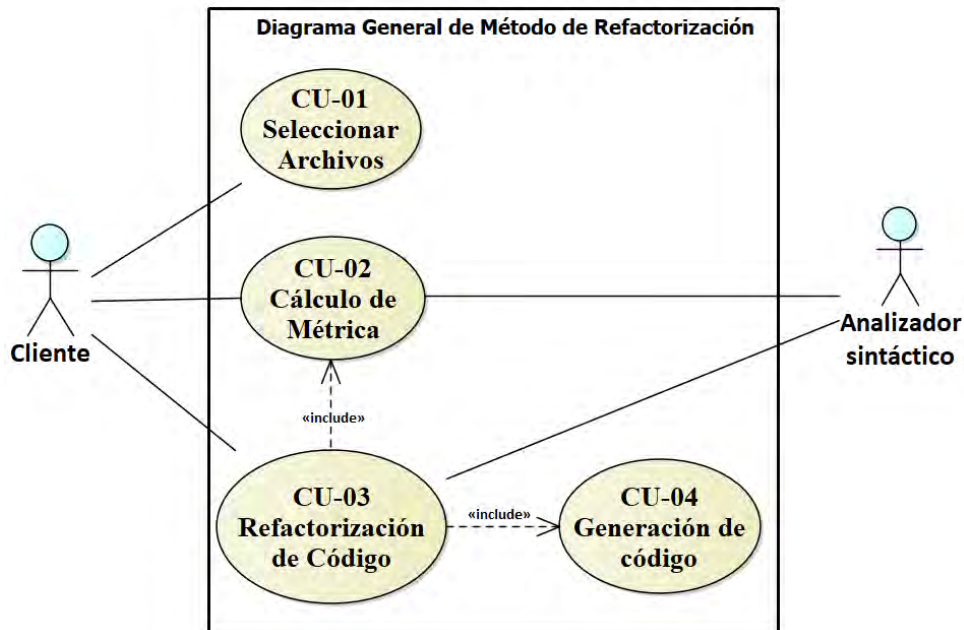 Diagrama General de Método de Refactorización
CU-01
Seleccionar
Archivos
CU-02
Cálculo de
Métrica
Cliente
Analizador
sintáctico
«include»
CU-03
Refactorización
de Código
«include»
CU-04
Generación de
código